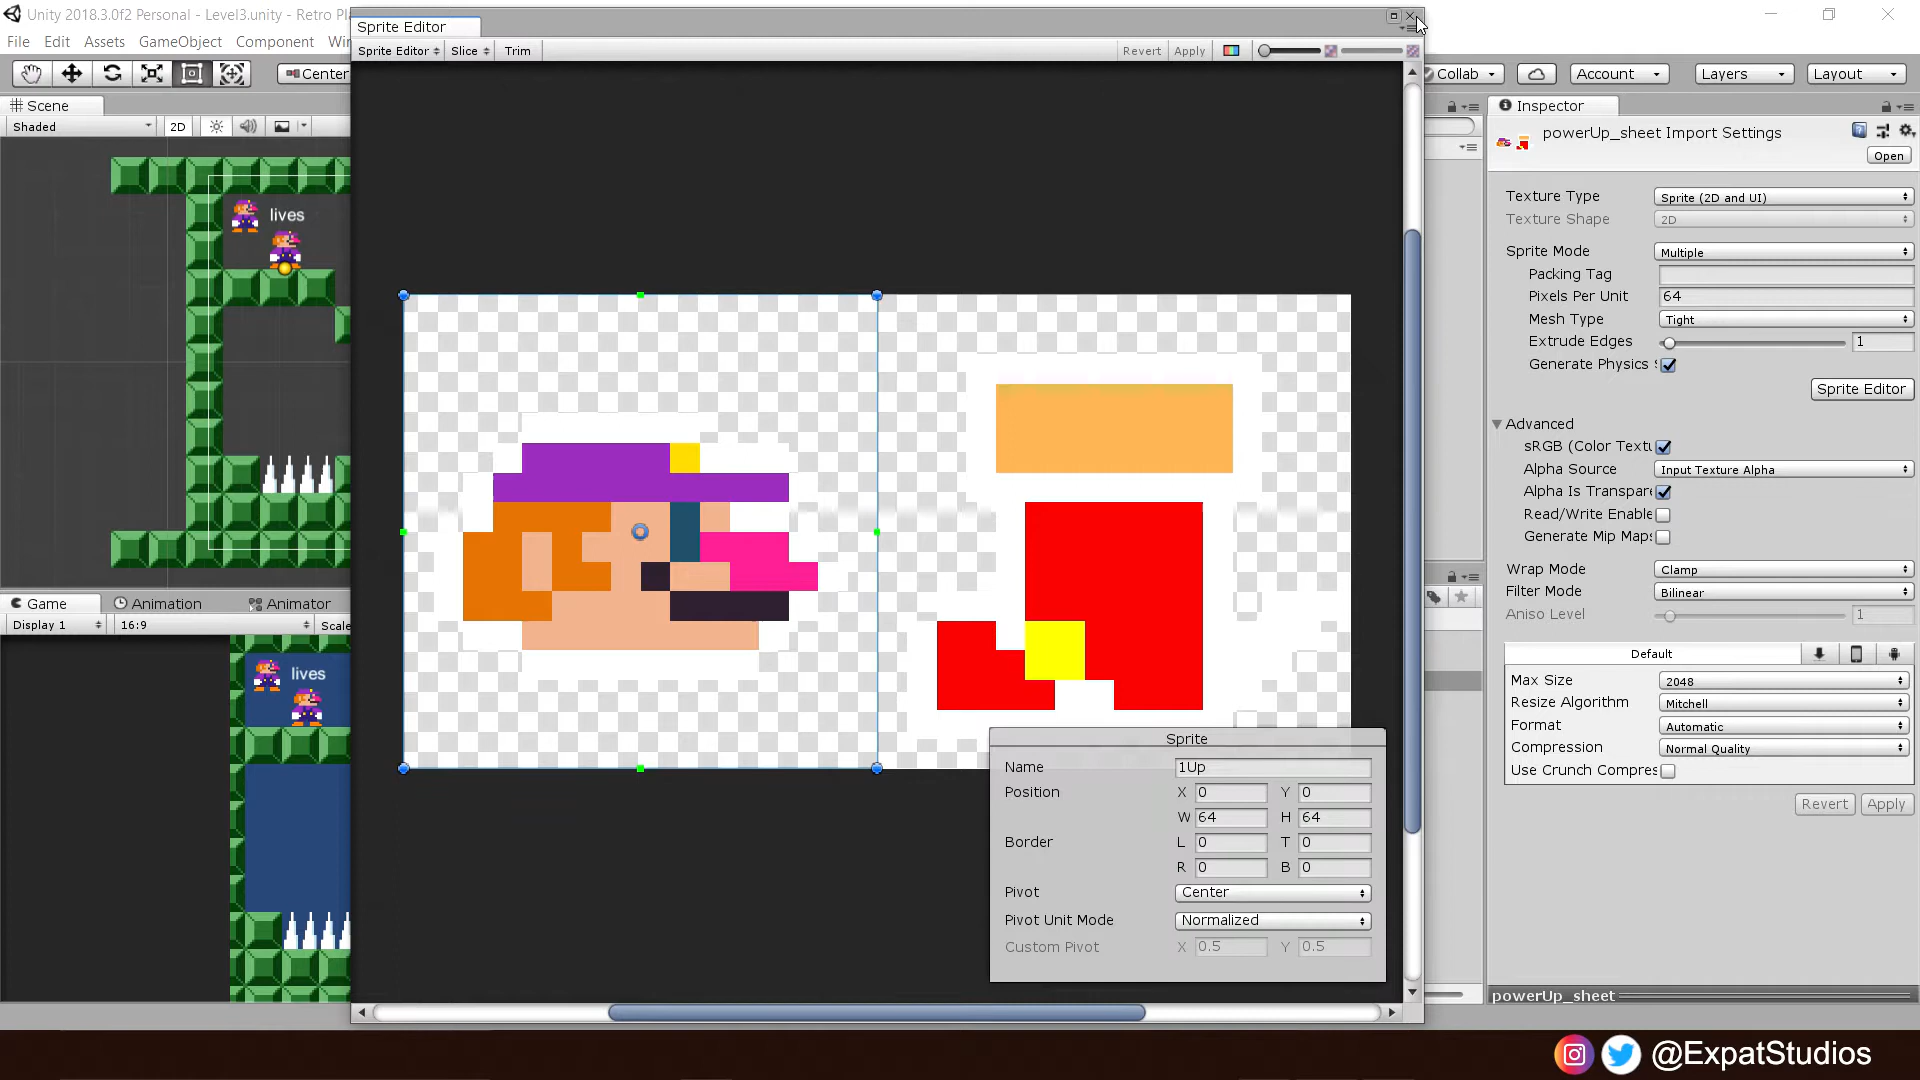 Unity 2018.3.0f2 Personal - Level3.unity - Retro Pl
File Edit Assets GameObject Component Win
Center
Collab Account Layers Layout
Sprite Editor
Sprite Editor Slice Trim Revert Apply
Scene
Shaded 2D
lives
Game Animation Animator
Display 1 16:9 Scale
lives
Sprite
Name 1Up
Position X 0 Y 0
W 64 H 64
Border L 0 T 0
R 0 B 0
Pivot Center
Pivot Unit Mode Normalized
Custom Pivot X 0.5 Y 0.5
Inspector
powerUp_sheet Import Settings
Open
Texture Type Sprite (2D and UI)
Texture Shape 2D
Sprite Mode Multiple
Packing Tag
Pixels Per Unit 64
Mesh Type Tight
Extrude Edges 1
Generate Physics S
Sprite Editor
Advanced
sRGB (Color Textu
Alpha Source Input Texture Alpha
Alpha Is Transpare
Read/Write Enable
Generate Mip Maps
Wrap Mode Clamp
Filter Mode Bilinear
Aniso Level 1
Default
Max Size 2048
Resize Algorithm Mitchell
Format Automatic
Compression Normal Quality
Use Crunch Compres
Revert Apply
powerUp_sheet
@ExpatStudios